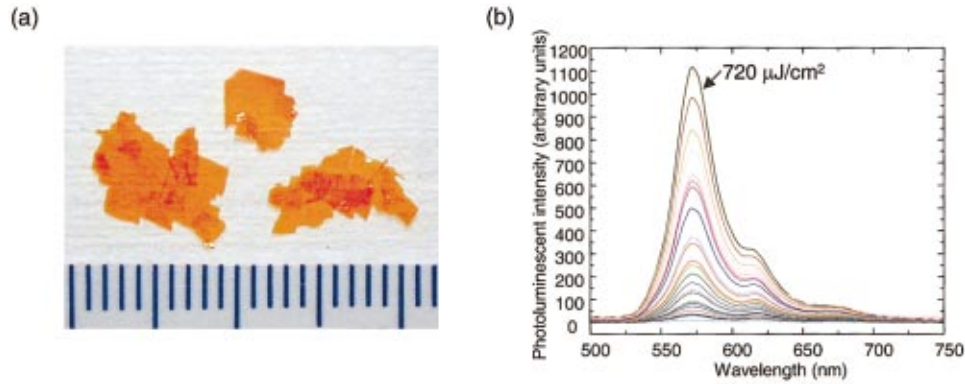 (a)
(b)
Photoluminescent intensity (arbitrary units)
1200
1100
1000
900
800
700
600
500
400
300
200
100
0
720 μJ/cm²
500 550 600 650 700 750
Wavelength (nm)